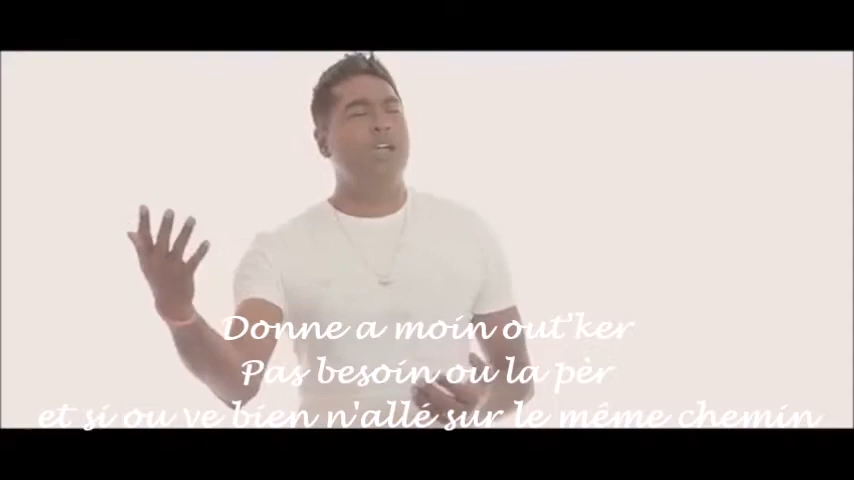 Donne a moin out'ker
Pas besoin ou la pèr
et si ou ve bien n'allé sur le même chemin